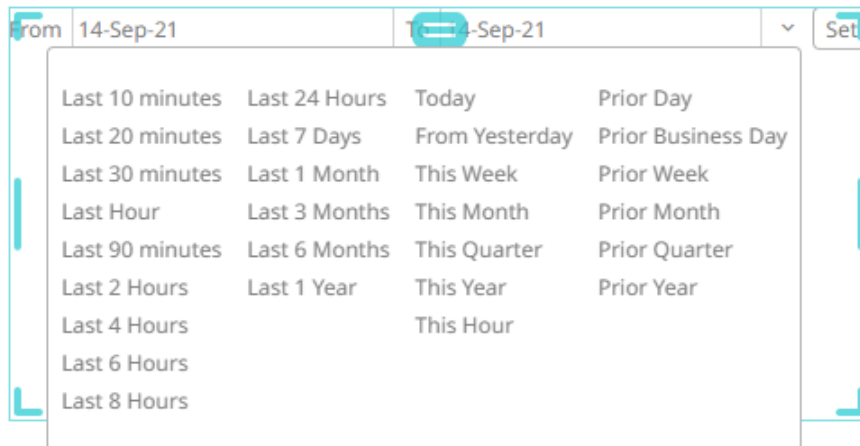 From 14-Sep-21 To 14-Sep-21 Set
Last 10 minutes Last 24 Hours Today Prior Day
Last 20 minutes Last 7 Days From Yesterday Prior Business Day
Last 30 minutes Last 1 Month This Week Prior Week
Last Hour Last 3 Months This Month Prior Month
Last 90 minutes Last 6 Months This Quarter Prior Quarter
Last 2 Hours Last 1 Year This Year Prior Year
Last 4 Hours This Hour
Last 6 Hours
Last 8 Hours